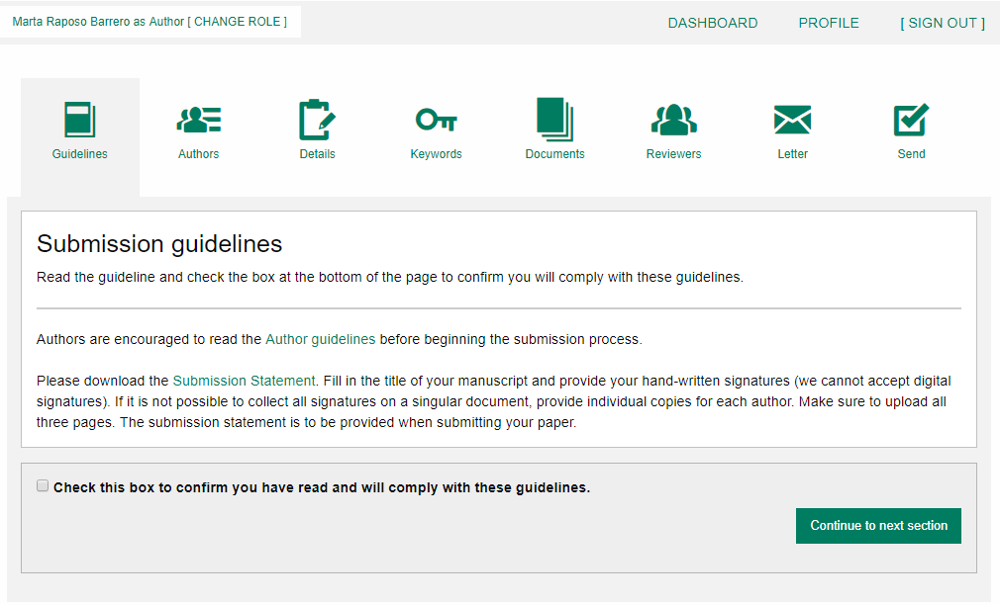 Marta Raposo Barrero as Author [ CHANGE ROLE ]
DASHBOARD PROFILE [ SIGN OUT ]
Guidelines Authors Details Keywords Documents Reviewers Letter Send
Submission guidelines
Read the guideline and check the box at the bottom of the page to confirm you will comply with these guidelines.
Authors are encouraged to read the Author guidelines before beginning the submission process.
Please download the Submission Statement. Fill in the title of your manuscript and provide your hand-written signatures (we cannot accept digital
signatures). If it is not possible to collect all signatures on a singular document, provide individual copies for each author. Make sure to upload all
three pages. The submission statement is to be provided when submitting your paper.
Check this box to confirm you have read and will comply with these guidelines.
Continue to next section